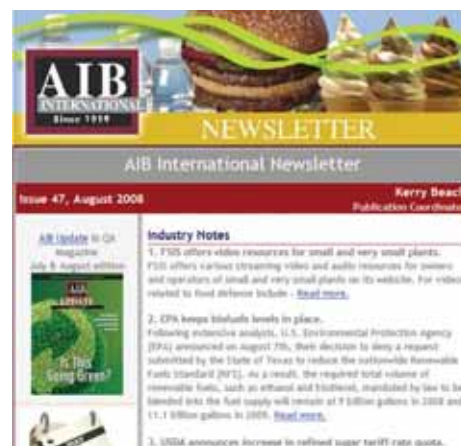 AIB
INTERNATIONAL
Since 1919
NEWSLETTER
AIB International Newsletter
Issue 47, August 2008
Kerry Beach
Publication Coordinator
AIB Update in QA
Magazine
July & August edition
AIB
UPDATE
Is This
Going Green?
Industry Notes
1. FSIS offers video resources for small and very small plants.
FSIS offers various streaming video and audio resources for owners
and operators of small and very small plants on its website. For videos
related to food defense include - Read more.
2. EPA keeps biofuels levels in place.
Following extensive analysis, U.S. Environmental Protection Agency
(EPA) announced on August 7th, their decision to deny a request
submitted by the State of Texas to reduce the nationwide Renewable
Fuels Standard (RFS). As a result, the required total volume of
renewable fuels, such as ethanol and biodiesel, mandated by law to be
blended into the fuel supply will remain at 9 billion gallons in 2008 and
11.1 billion gallons in 2009. Read more.
3. USDA announces increase in refined sugar tariff rate quota.